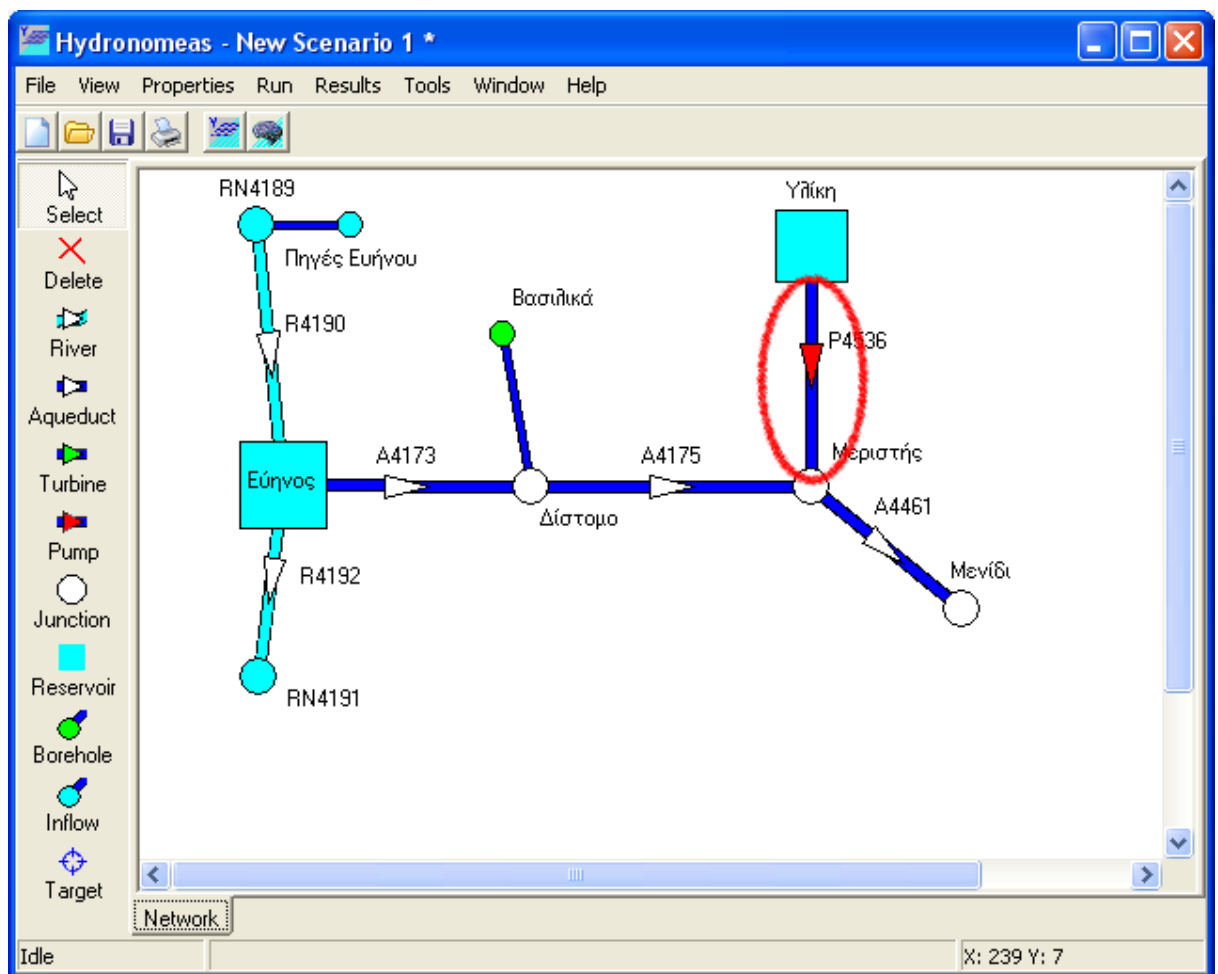 Hydronomeas - New Scenario 1 *
File View Properties Run Results Tools Window Help
Select
Delete
River
Aqueduct
Turbine
Pump
Junction
Reservoir
Borehole
Inflow
Target
RN4189
Πηγές Ευήνου
R4190
Βασιλικά
Υλίκη
P4536
Εύηνος
A4173
A4175
Μεριστής
Δίστομο
A4461
R4192
Μενίδι
RN4191
Network
Idle
X: 239 Y: 7